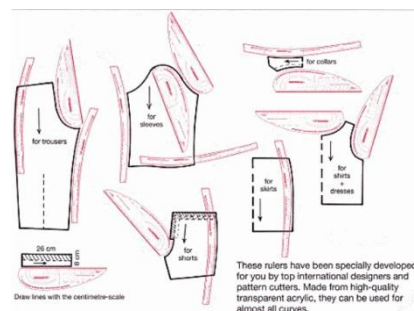 for collars
for trousers
for
sleeves
for
shirts
+
dresses
for
skirts
for
shorts
26 cm
8 cm
Draw lines with the centimetre-scale
These rulers have been specially developed
for you by top international designers and
pattern cutters. Made from high-quality
transparent acrylic, they can be used for
almost all curves.